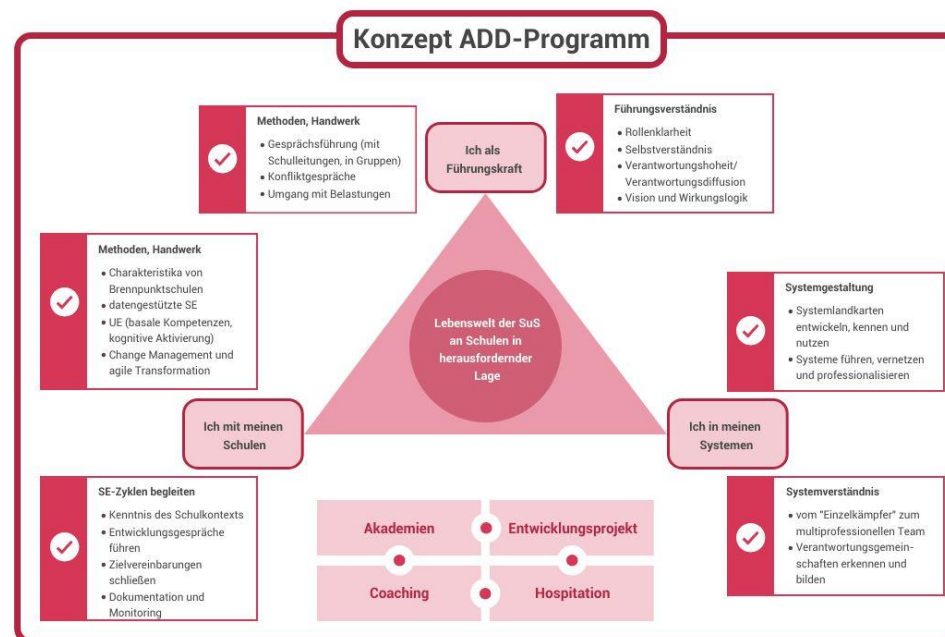 Konzept ADD-Programm
Methoden, Handwerk
• Gesprächsführung (mit
Schulleitungen, in Gruppen)
• Konfliktgespräche
• Umgang mit Belastungen
Ich als
Führungskraft
Führungsverständnis
• Rollenklarheit
• Selbstverständnis
• Verantwortungshoheit/
Verantwortungsdiffusion
• Vision und Wirkungslogik
Methoden, Handwerk
• Charakteristika von
Brennpunktschulen
• datengestützte SE
• UE (basale Kompetenzen,
kognitive Aktivierung)
• Change Management und
agile Transformation
Lebenswelt der SuS
an Schulen in
herausfordernder
Lage
Systemgestaltung
• Systemlandkarten
entwickeln, kennen und
nutzen
• Systeme führen, vernetzen
und professionalisieren
Ich mit meinen
Schulen
Ich in meinen
Systemen
SE-Zyklen begleiten
• Kenntnis des Schulkontexts
• Entwicklungsgespräche
führen
• Zielvereinbarungen
schließen
• Dokumentation und
Monitoring
Akademien
Entwicklungsprojekt
Coaching
Hospitation
Systemverständnis
• vom "Einzelkämpfer" zum
multiprofessionellen Team
• Verantwortungsgemein-
schaften erkennen und
bilden